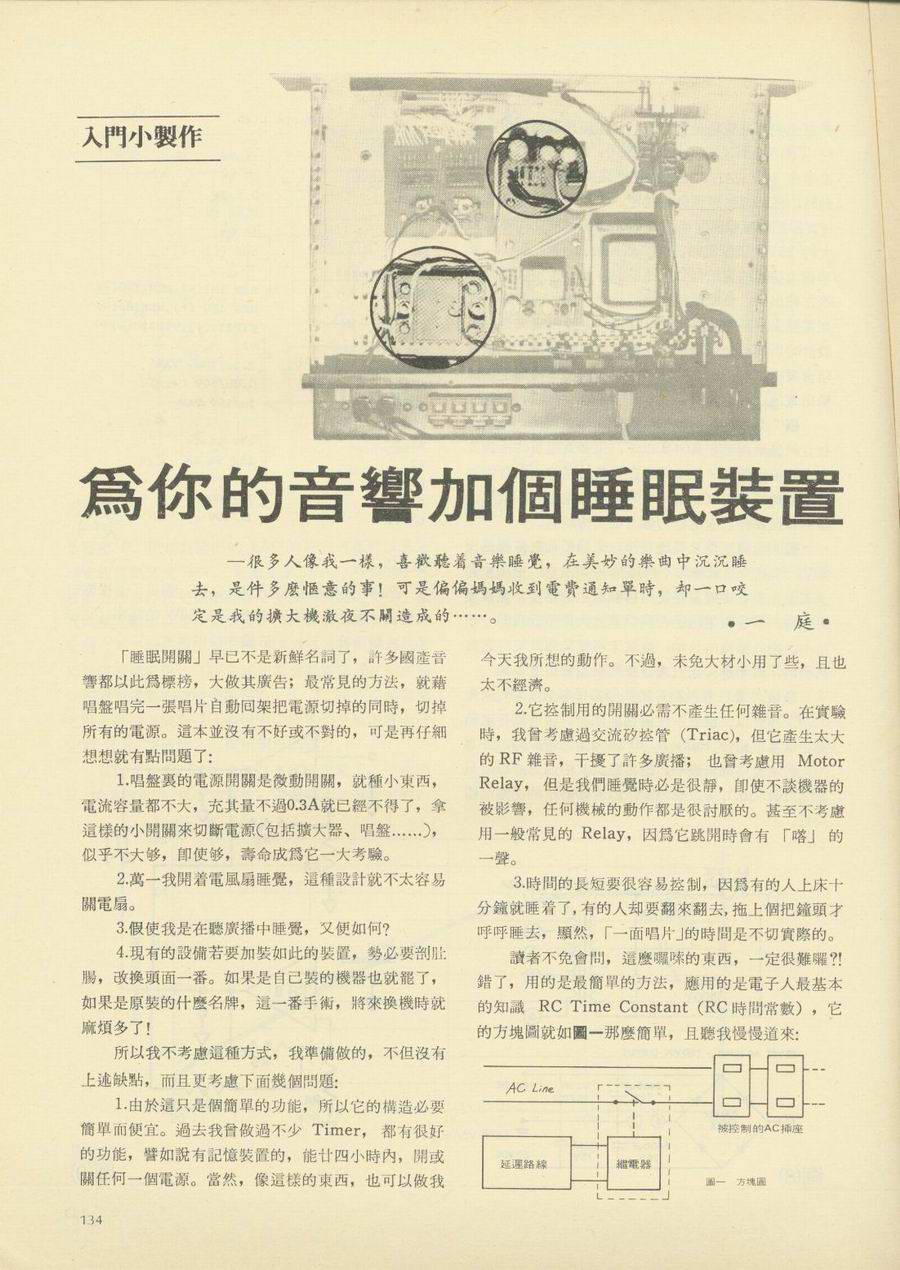 入門小製作
爲你的音響加個睡眠裝置
—很多人像我一樣，喜歡聽着音樂睡覺，在美妙的樂曲中沉沉睡
去，是件多麽愜意的事！可是偏偏媽媽收到電費通知單時，却一口咬
定是我的擴大機澈夜不關造成的……。
•一　庭•
「睡眠開關」早已不是新鮮名詞了，許多國產音
響都以此爲標榜，大做其廣告；最常見的方法，就藉
唱盤唱完一張唱片自動回架把電源切掉的同時，切掉
所有的電源。這本並沒有不好或不對的，可是再仔細
想想就有點問題了：
1.唱盤裏的電源開關是微動開關，就種小東西，
電流容量都不大，充其量不過0.3A就已經不得了，拿
這樣的小開關來切斷電源（包括擴大器、唱盤……），
似乎不大够，卽使够，壽命成爲它一大考驗。
2.萬一我開着電風扇睡覺，這種設計就不太容易
關電扇。
3.假使我是在聽廣播中睡覺，又便如何？
4.現有的設備若要加裝如此的裝置，勢必要剖肚
腸，改換頭面一番。如果是自己裝的機器也就罷了，
如果是原裝的什麽名牌，這一番手術，將來換機時就
麻煩多了！
所以我不考慮這種方式，我準備做的，不但沒有
上述缺點，而且更考慮下面幾個問題：
1.由於這只是個簡單的功能，所以它的構造必要
簡單而便宜。過去我曾做過不少 Timer，都有很好
的功能，譬如說有記憶裝置的，能廿四小時內，開或
關任何一個電源。當然，像這樣的東西，也可以做我
今天我所想的動作。不過，未免大材小用了些，且也
太不經濟。
2.它控制用的開關必需不產生任何雜音。在實驗
時，我曾考慮過交流矽控管 (Triac)，但它產生太大
的 RF 雜音，干擾了許多廣播；也曾考慮用 Motor
Relay，但是我們睡覺時必是很靜，卽使不談機器的
被影響，任何機械的動作都是很討厭的。甚至不考慮
用一般常見的 Relay，因爲它跳開時會有「喀」的
一聲。
3.時間的長短要很容易控制，因爲有的人上床十
分鐘就睡着了，有的人却要翻來翻去，拖上個把鐘頭才
呼呼睡去，顯然，「一面唱片」的時間是不切實際的。
讀者不免會問，這麽囉嗦的東西，一定很難囉？！
錯了，用的是最簡單的方法，應用的是電子人最基本
的知識 RC Time Constant（RC時間常數），它
的方塊圖就如圖一那麽簡單，且聽我慢慢道來：
AC Line
被控制的AC插座
延遲路線
繼電器
圖一　方塊圖
134